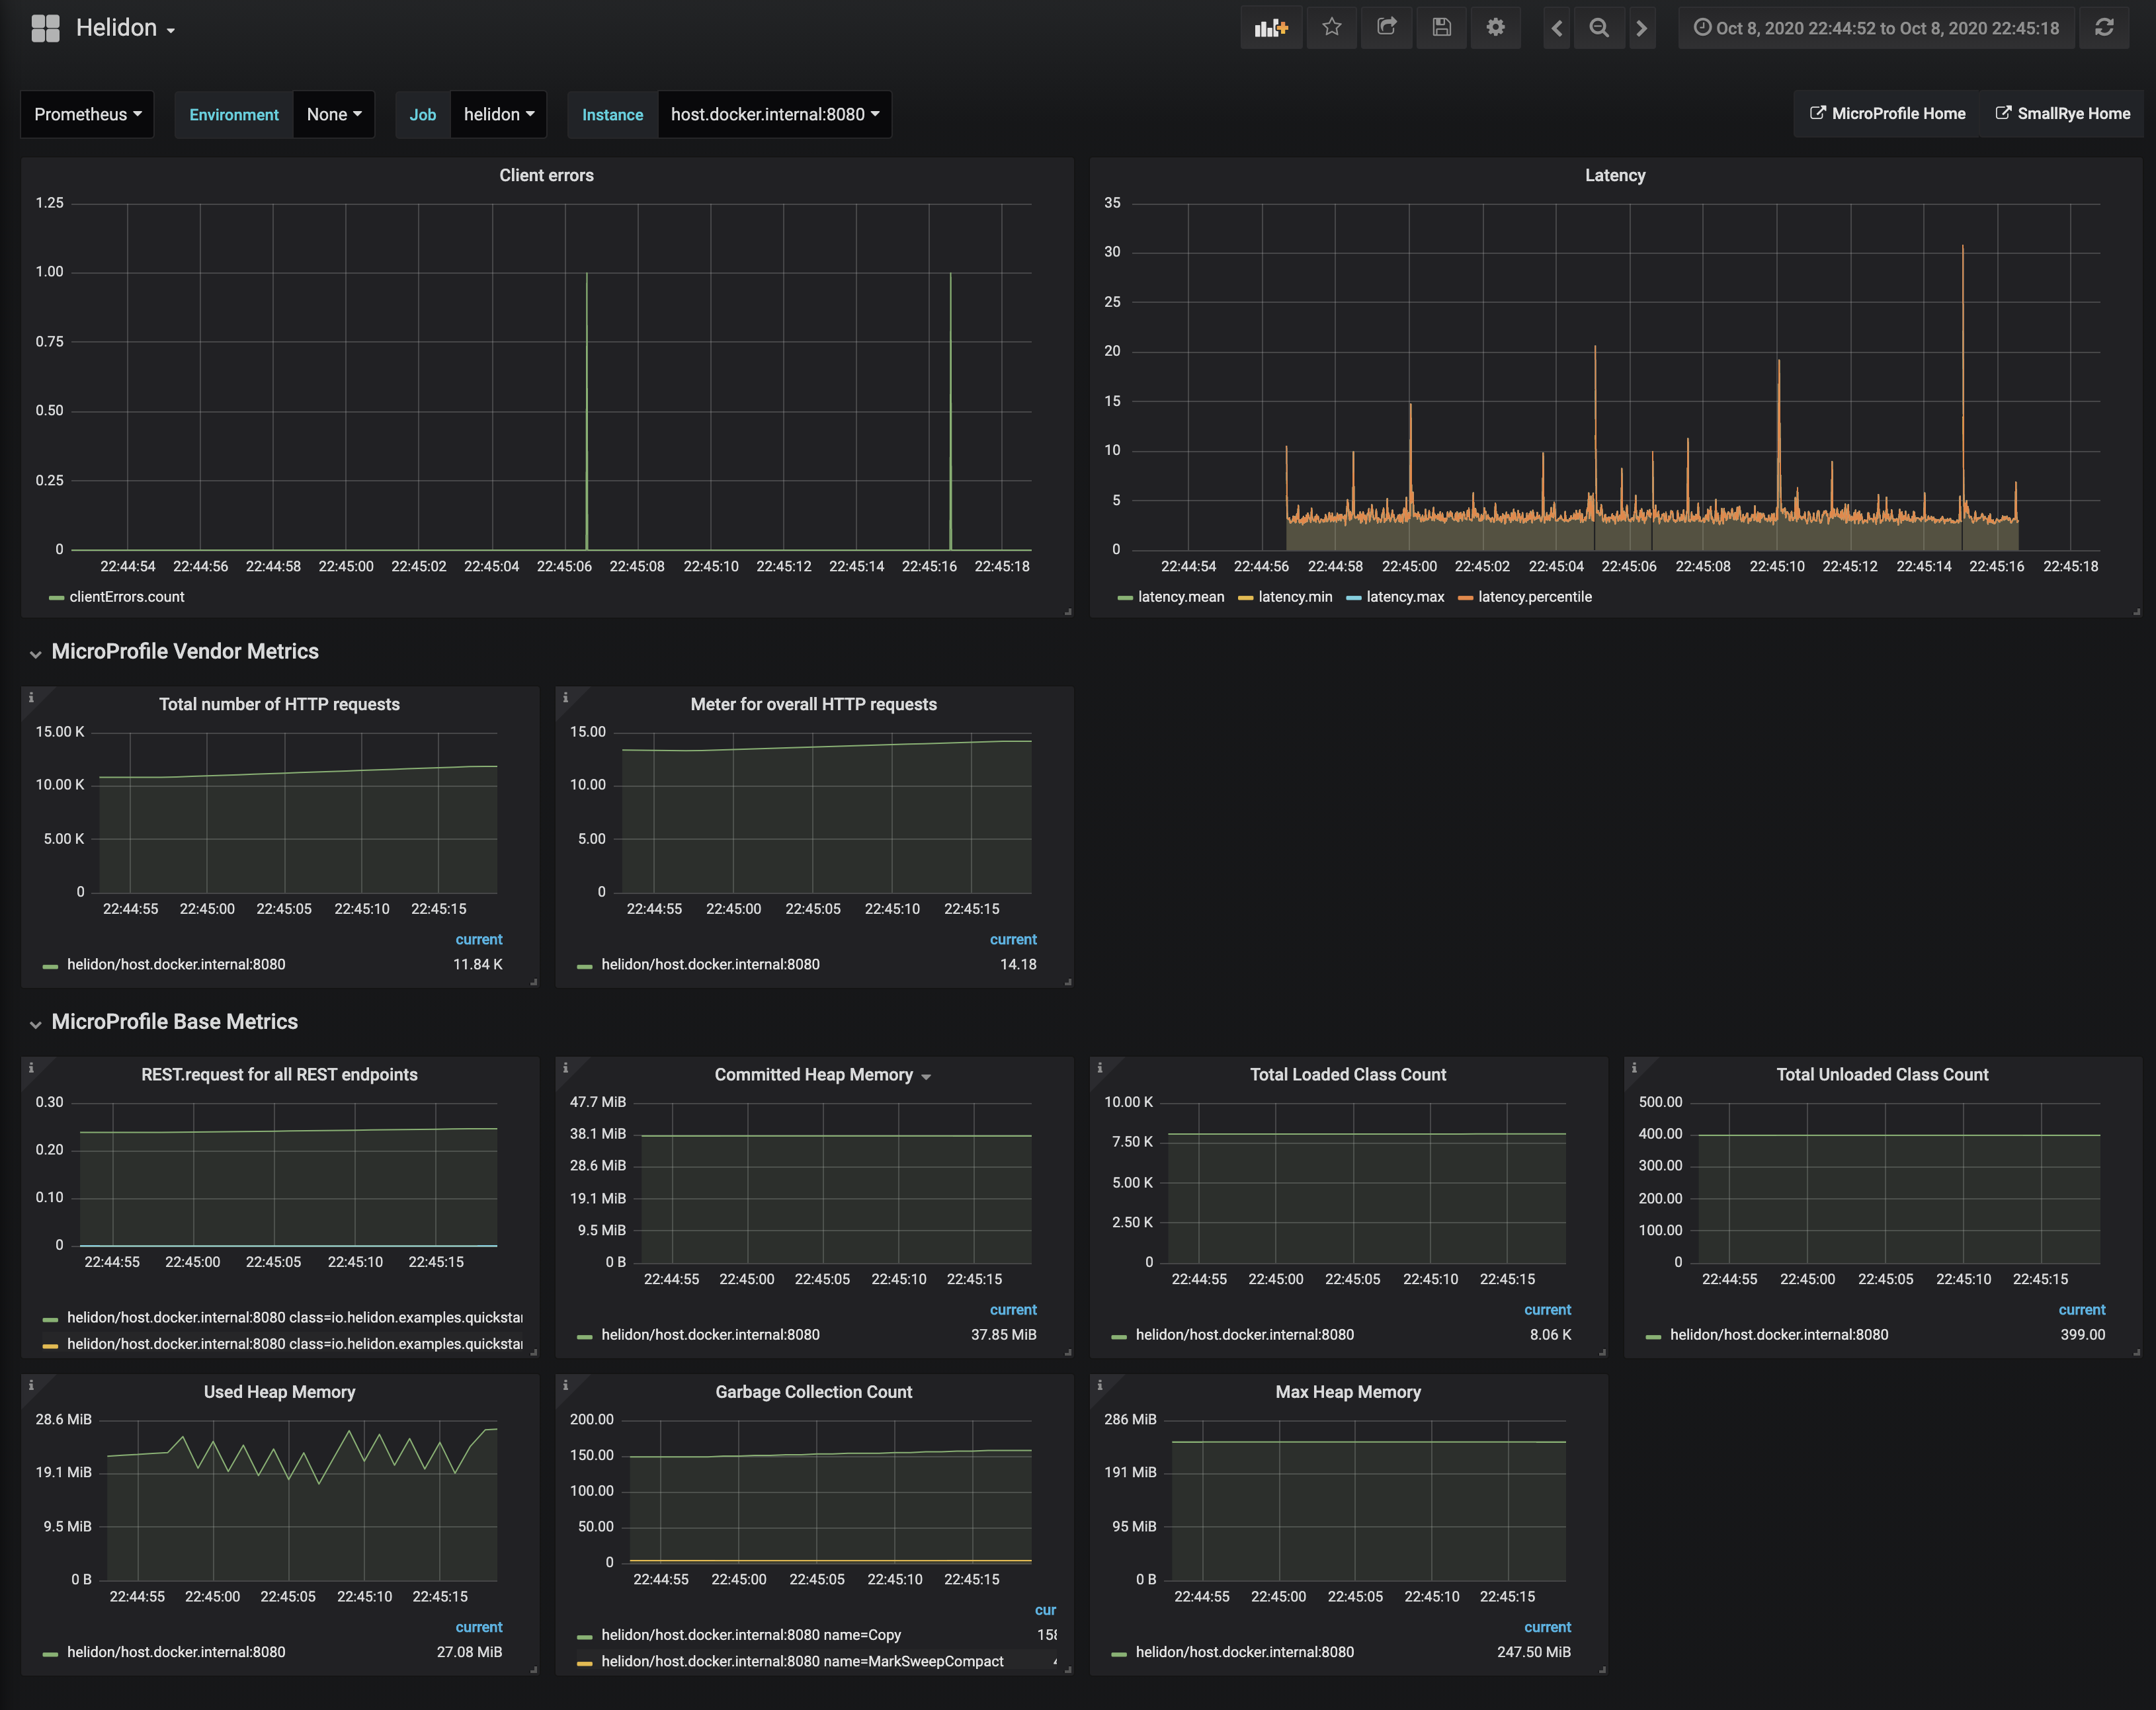 Helidon
Oct 8, 2020 22:44:52 to Oct 8, 2020 22:45:18
Prometheus Environment None Job helidon Instance host.docker.internal:8080 MicroProfile Home SmallRye Home
Client errors
1.25
1.00
0.75
0.50
0.25
0
22:44:54 22:44:56 22:44:58 22:45:00 22:45:02 22:45:04 22:45:06 22:45:08 22:45:10 22:45:12 22:45:14 22:45:16 22:45:18
clientErrors.count
Latency
35
30
25
20
15
10
5
0
22:44:54 22:44:56 22:44:58 22:45:00 22:45:02 22:45:04 22:45:06 22:45:08 22:45:10 22:45:12 22:45:14 22:45:16 22:45:18
latency.mean latency.min latency.max latency.percentile
MicroProfile Vendor Metrics
Total number of HTTP requests
15.00 K
10.00 K
5.00 K
0
22:44:55 22:45:00 22:45:05 22:45:10 22:45:15
current
helidon/host.docker.internal:8080 11.84 K
Meter for overall HTTP requests
15.00
10.00
5.00
0
22:44:55 22:45:00 22:45:05 22:45:10 22:45:15
current
helidon/host.docker.internal:8080 14.18
MicroProfile Base Metrics
REST.request for all REST endpoints
0.30
0.20
0.10
0
22:44:55 22:45:00 22:45:05 22:45:10 22:45:15
helidon/host.docker.internal:8080 class=io.helidon.examples.quicksta
helidon/host.docker.internal:8080 class=io.helidon.examples.quicksta
Committed Heap Memory
47.7 MiB
38.1 MiB
28.6 MiB
19.1 MiB
9.5 MiB
0 B
22:44:55 22:45:00 22:45:05 22:45:10 22:45:15
current
helidon/host.docker.internal:8080 37.85 MiB
Total Loaded Class Count
10.00 K
7.50 K
5.00 K
2.50 K
0
22:44:55 22:45:00 22:45:05 22:45:10 22:45:15
current
helidon/host.docker.internal:8080 8.06 K
Total Unloaded Class Count
500.00
400.00
300.00
200.00
100.00
0
22:44:55 22:45:00 22:45:05 22:45:10 22:45:15
current
helidon/host.docker.internal:8080 399.00
Used Heap Memory
28.6 MiB
19.1 MiB
9.5 MiB
0 B
22:44:55 22:45:00 22:45:05 22:45:10 22:45:15
current
helidon/host.docker.internal:8080 27.08 MiB
Garbage Collection Count
200.00
150.00
100.00
50.00
0
22:44:55 22:45:00 22:45:05 22:45:10 22:45:15
cur
helidon/host.docker.internal:8080 name=Copy 158
helidon/host.docker.internal:8080 name=MarkSweepCompact
Max Heap Memory
286 MiB
191 MiB
95 MiB
0 B
22:44:55 22:45:00 22:45:05 22:45:10 22:45:15
current
helidon/host.docker.internal:8080 247.50 MiB